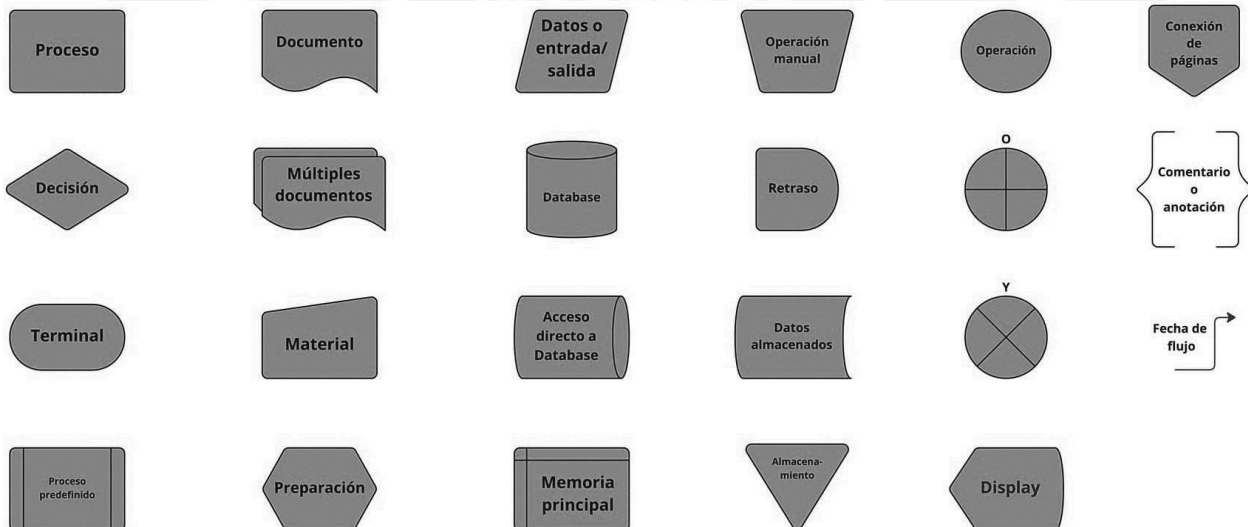 Proceso
Documento
Datos o
entrada/
salida
Operación
manual
Operación
Conexión
de
páginas
Decisión
Múltiples
documentos
Database
Retraso
O
Comentario
o
anotación
Terminal
Material
Acceso
directo a
Database
Datos
almacenados
Y
Fecha de
flujo
Proceso
predefinido
Preparación
Memoria
principal
Almacena-
miento
Display